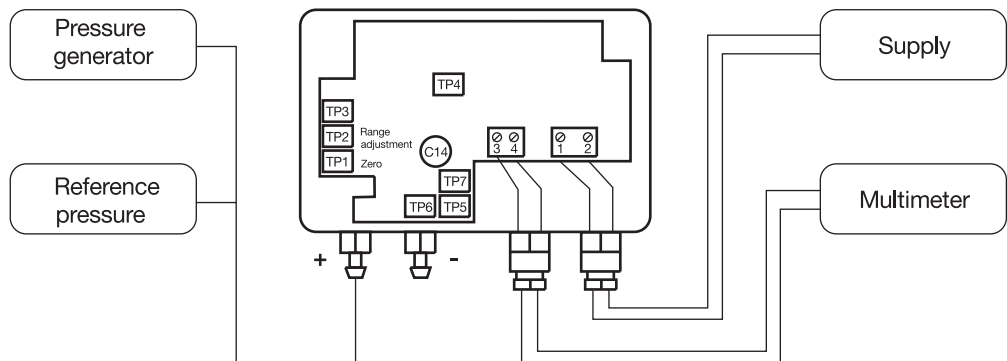 Pressure
generator
Reference
pressure
TP4
TP3
TP2
Range
adjustment
TP1
Zero
C14
3 4
1 2
TP7
TP6
TP5
+
-
Supply
Multimeter